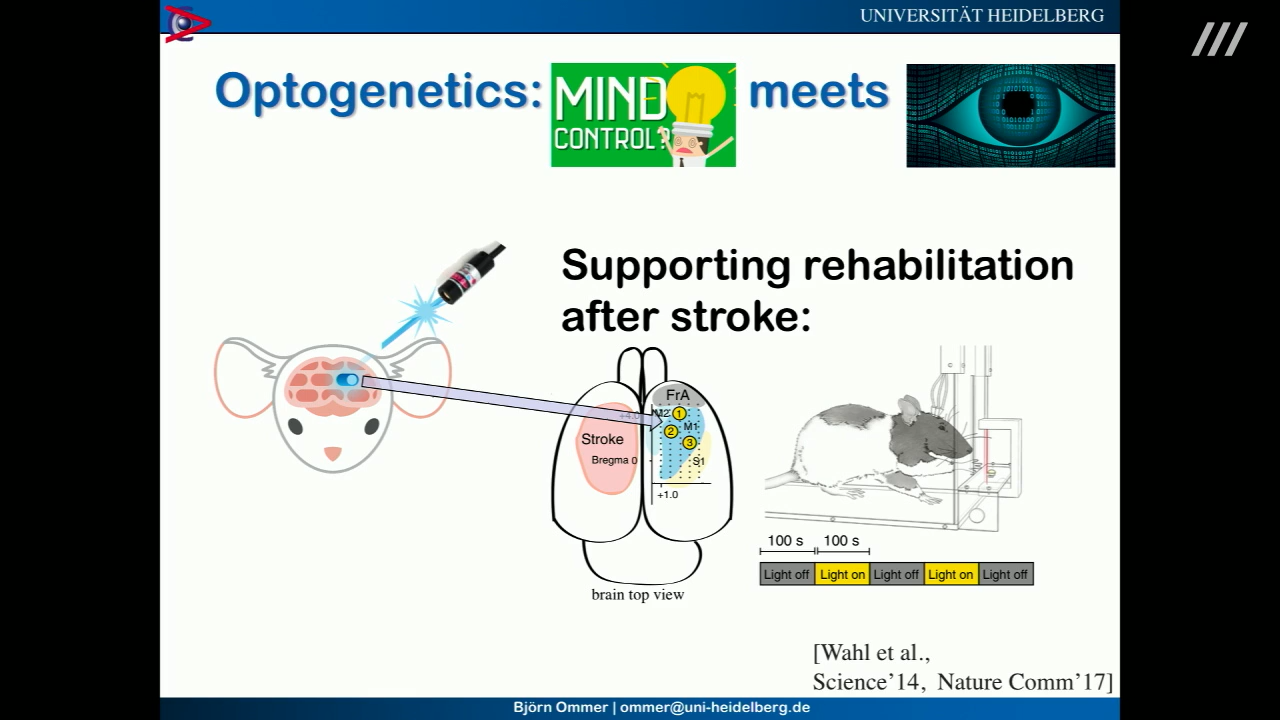 UNIVERSITÄT HEIDELBERG
Optogenetics: MIND CONTROL? meets
Supporting rehabilitation
after stroke:
FrA
+4.0 M2 1
2 M1
Stroke 3
Bregma 0 S1
+1.0
brain top view
100 s 100 s
Light off Light on Light off Light on Light off
[Wahl et al.,
Science'14, Nature Comm'17]
Björn Ommer | ommer@uni-heidelberg.de